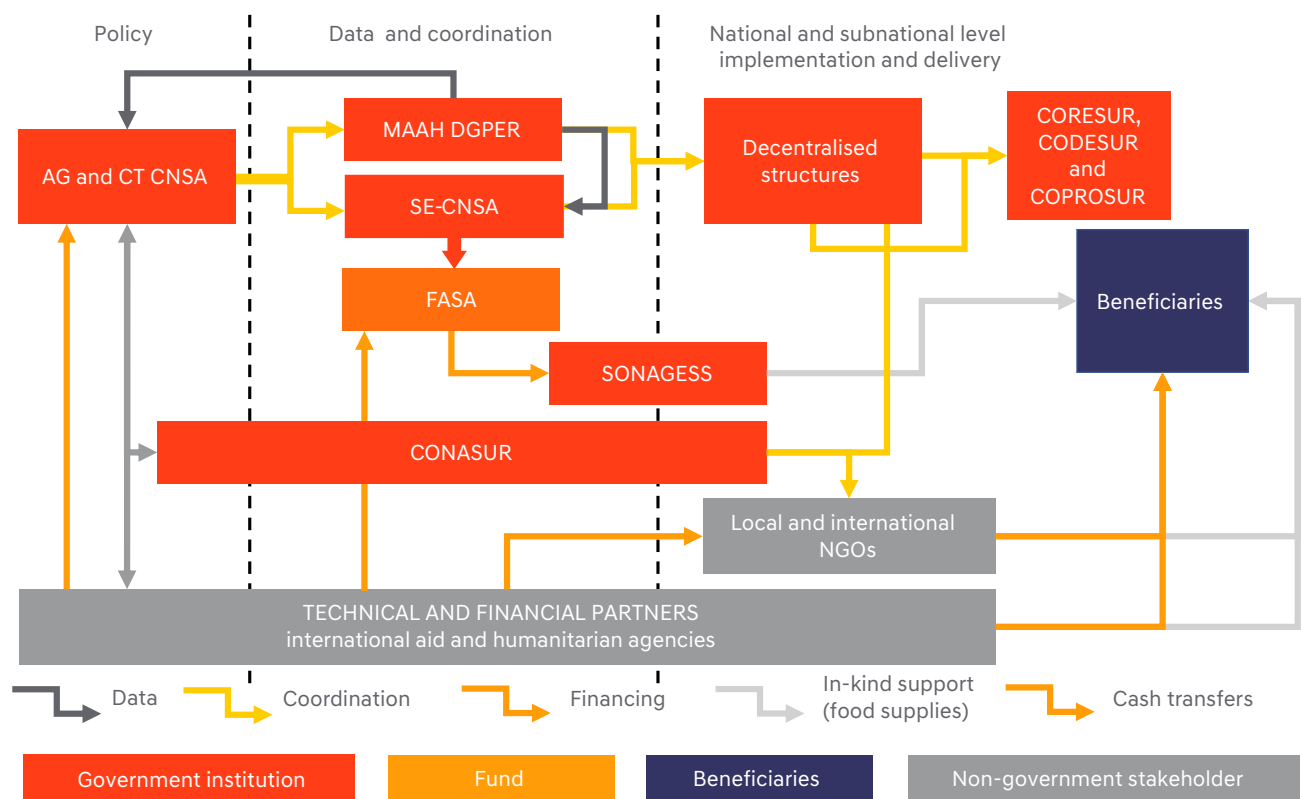 Policy
Data and coordination
National and subnational level
implementation and delivery
MAAH DGPER
CORESUR,
CODESUR
and
COPROSUR
Decentralised
structures
AG and CT CNSA
SE-CNSA
FASA
Beneficiaries
SONAGESS
CONASUR
Local and international
NGOs
TECHNICAL AND FINANCIAL PARTNERS
international aid and humanitarian agencies
Data
Coordination
Financing
In-kind support
(food supplies)
Cash transfers
Government institution
Fund
Beneficiaries
Non-government stakeholder